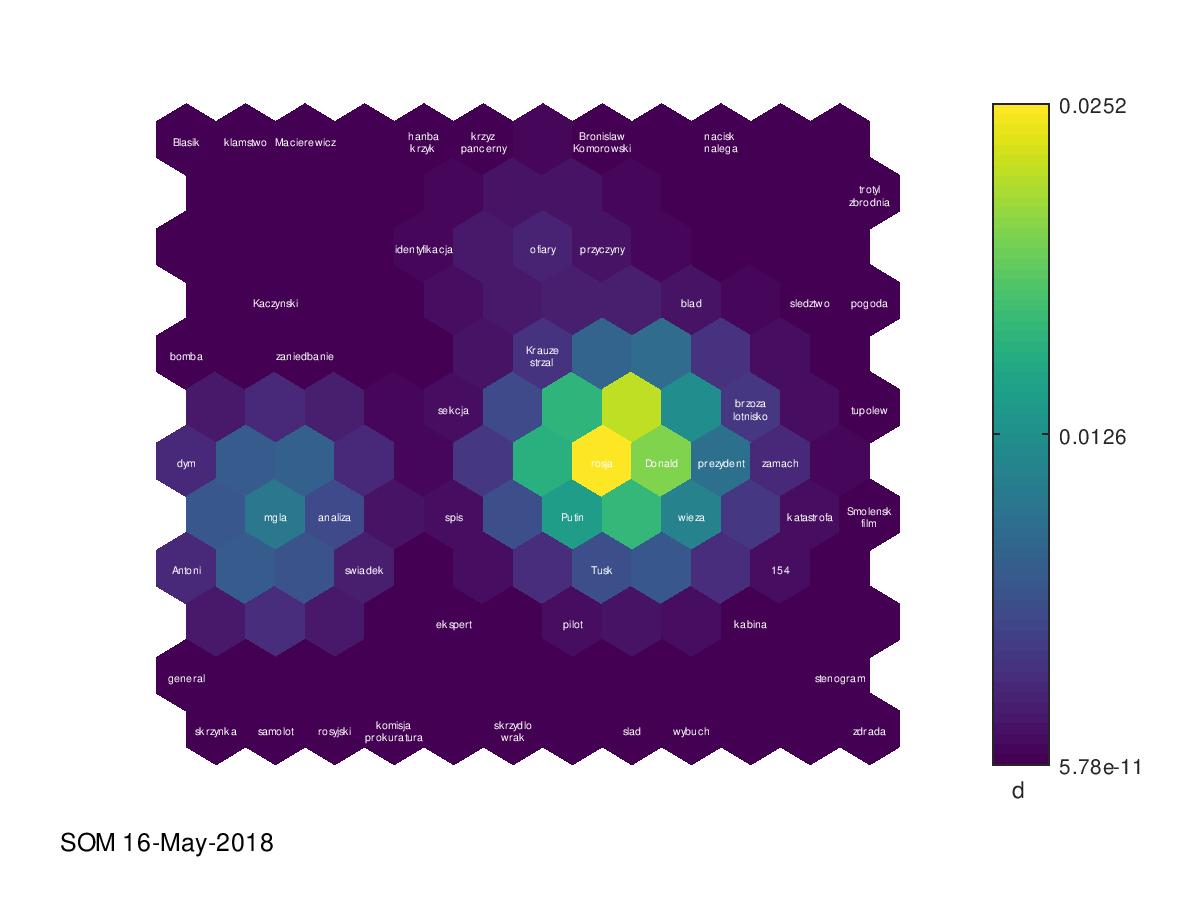 0.0252
Blasik klamstwo Macierewicz hanba krzyz Bronislaw nacisk
krzyk pancerny Komorowski nalega
trotyl
zbrodnia
identyfikacja ofiary przyczyny
Kaczynski blad sledztwo pogoda
bomba zaniedbanie Krauze
strzal
sekcja brzoza tupolew
lotnisko
0.0126
dym rosja Donald prezydent zamach
mgla analiza spis Putin wieza katastrofa Smolensk
film
Antoni swiadek Tusk 154
ekspert pilot kabina
general stenogram
skrzynka samolot rosyjski komisja skrzydlo slad wybuch zdrada
prokuratura wrak
5.78e-11
d
SOM 16-May-2018